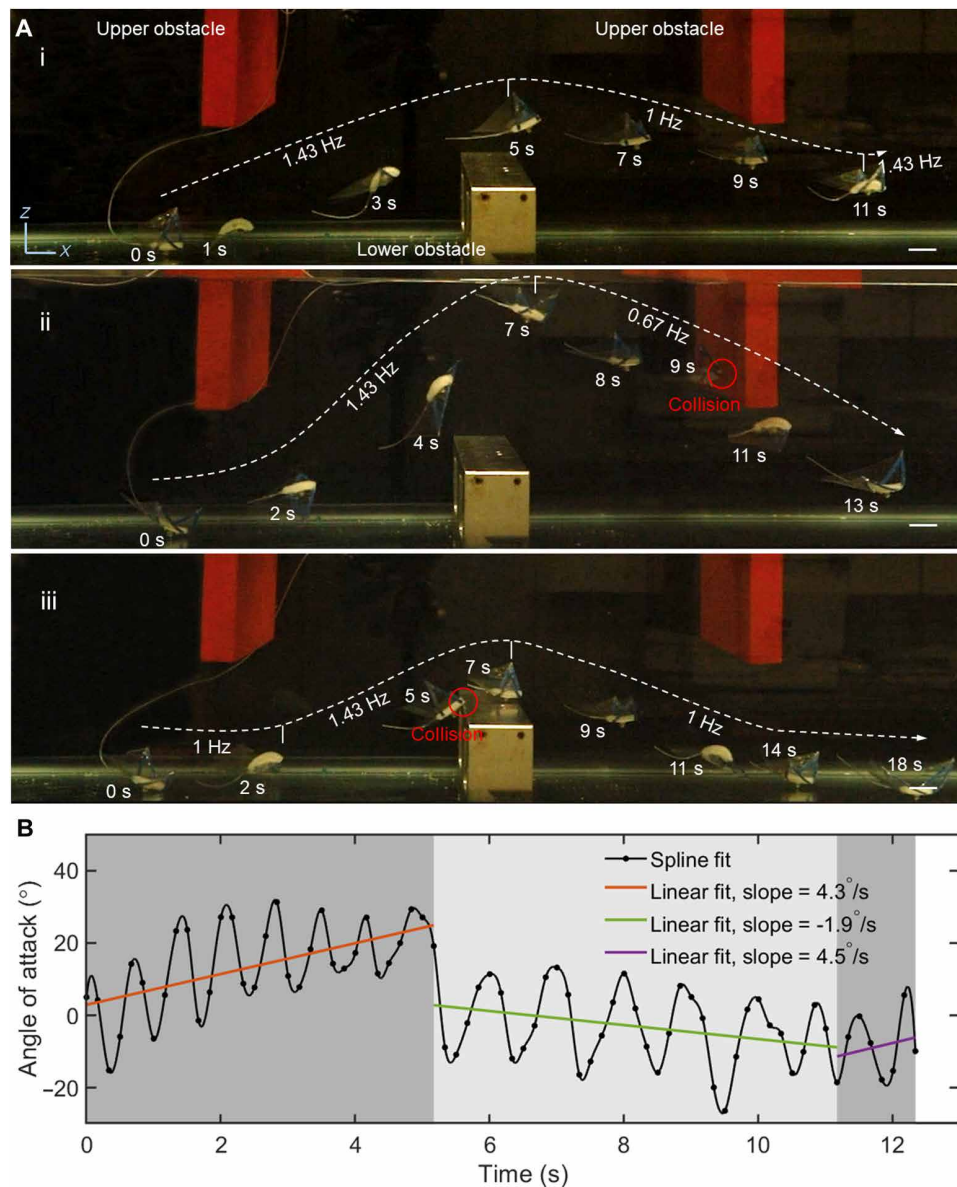 A
Upper obstacle
Upper obstacle
i
1.43 Hz
1 Hz
1.43 Hz
5 s
7 s
9 s
3 s
11 s
z
x
0 s
1 s
Lower obstacle
ii
7 s
0.67 Hz
8 s
9 s
1.43 Hz
Collision
4 s
11 s
2 s
13 s
0 s
iii
7 s
5 s
1.43 Hz
Collision
1 Hz
9 s
1 Hz
0 s
2 s
11 s
14 s
18 s
B
Angle of attack (°)
40
20
0
−20
Spline fit
Linear fit, slope = 4.3°/s
Linear fit, slope = -1.9°/s
Linear fit, slope = 4.5°/s
0
2
4
6
8
10
12
Time (s)